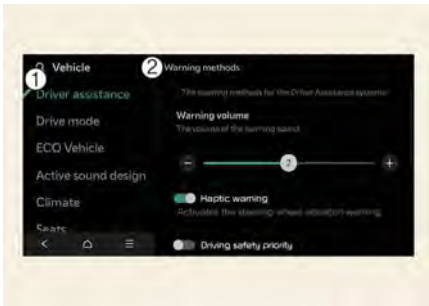 Vehicle
1
2
Warning methods
Driver assistance
The warning methods for the Driver Assistance systems
Drive mode
Warning volume
The volume of the warning sound
ECO Vehicle
2
Active sound design
Haptic warning
Climate
Activates the steering wheel vibration warning
Seats
Driving safety priority